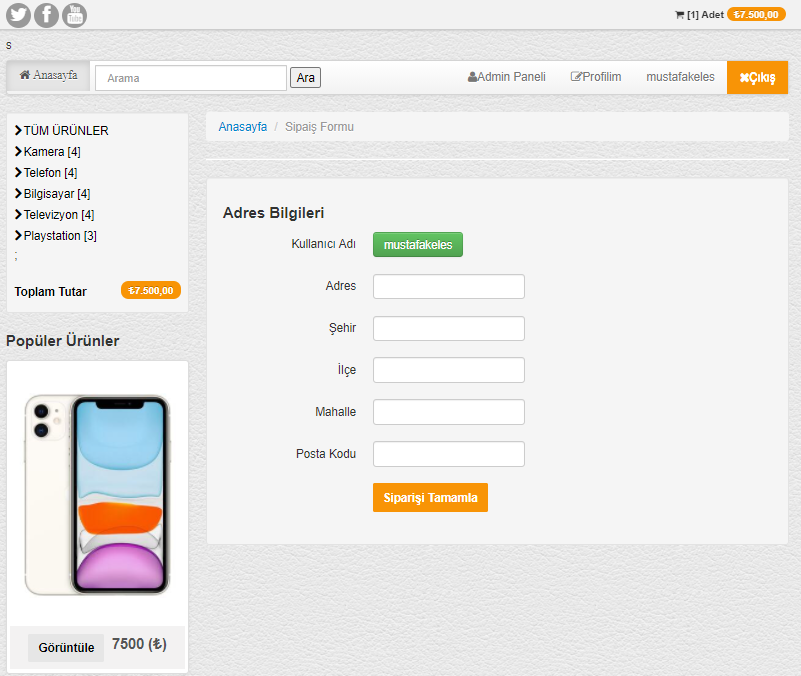 You Tube
[1] Adet ₺7.500,00
s
Anasayfa Arama Ara Admin Paneli Profilim mustafakeles Çıkış
TÜM ÜRÜNLER
Kamera [4]
Telefon [4]
Bilgisayar [4]
Televizyon [4]
Playstation [3]
;
Toplam Tutar ₺7.500,00
Popüler Ürünler
Görüntüle 7500 (₺)
Anasayfa / Sipaiş Formu
Adres Bilgileri
Kullanıcı Adı mustafakeles
Adres
Şehir
İlçe
Mahalle
Posta Kodu
Siparişi Tamamla